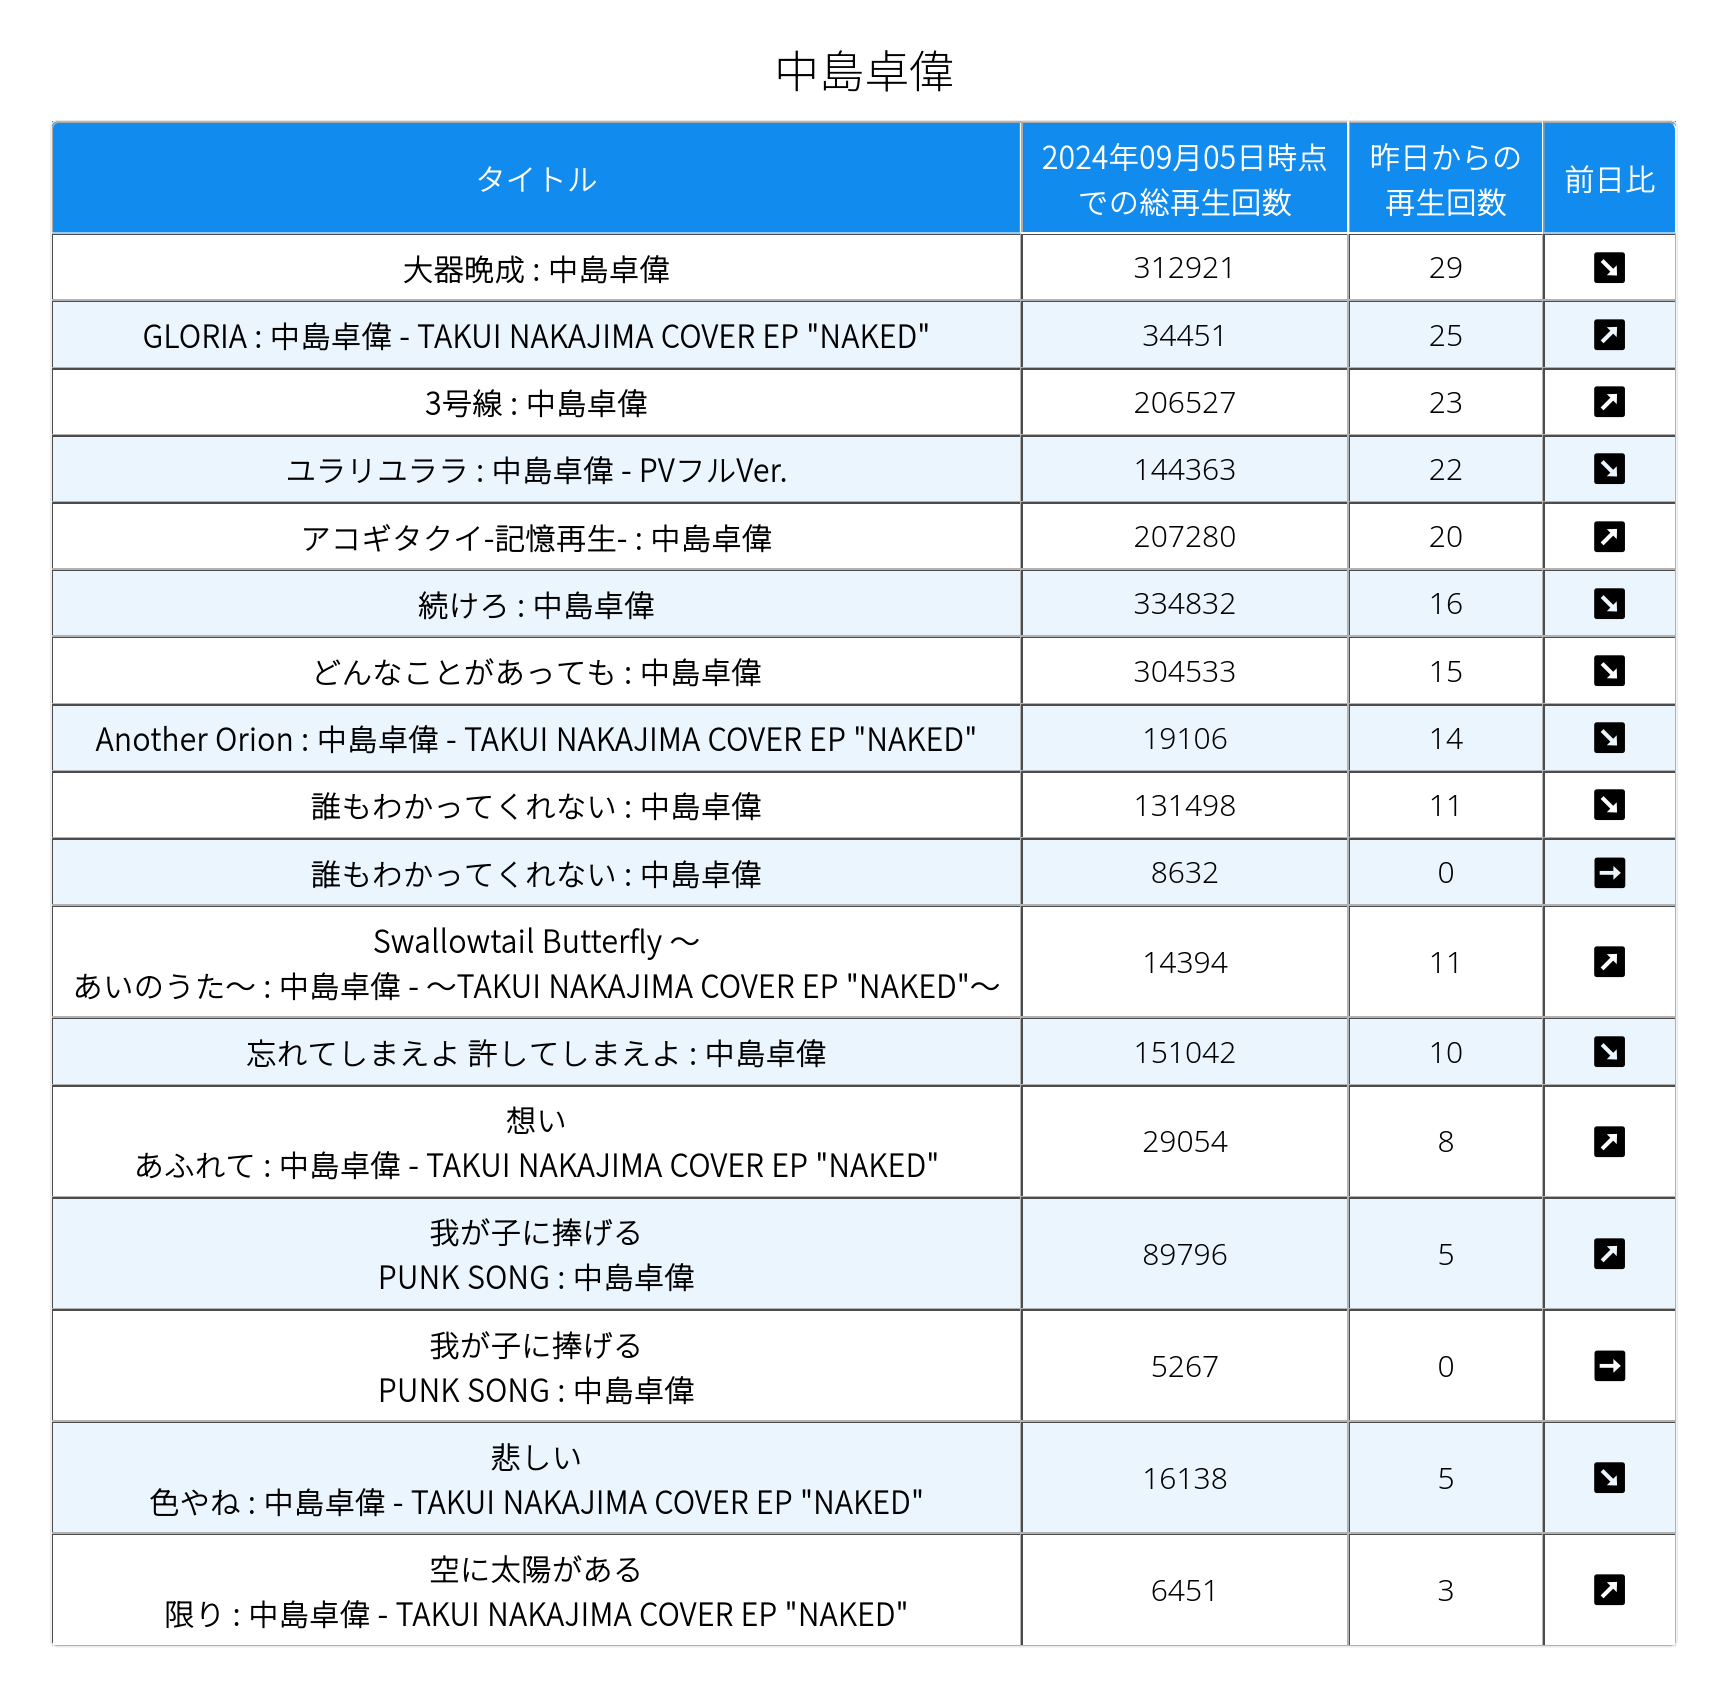 中島卓偉
タイトル
2024年09月05日時点
での総再生回数
昨日からの
再生回数
前日比
大器晩成 : 中島卓偉
312921
29
GLORIA : 中島卓偉 - TAKUI NAKAJIMA COVER EP "NAKED"
34451
25
3号線 : 中島卓偉
206527
23
ユラリユララ : 中島卓偉 - PVフルVer.
144363
22
アコギタクイ-記憶再生- : 中島卓偉
207280
20
続けろ : 中島卓偉
334832
16
どんなことがあっても : 中島卓偉
304533
15
Another Orion : 中島卓偉 - TAKUI NAKAJIMA COVER EP "NAKED"
19106
14
誰もわかってくれない : 中島卓偉
131498
11
誰もわかってくれない : 中島卓偉
8632
0
Swallowtail Butterfly ～
あいのうた～ : 中島卓偉 - ～TAKUI NAKAJIMA COVER EP "NAKED"～
14394
11
忘れてしまえよ 許してしまえよ : 中島卓偉
151042
10
想い
あふれて : 中島卓偉 - TAKUI NAKAJIMA COVER EP "NAKED"
29054
8
我が子に捧げる
PUNK SONG : 中島卓偉
89796
5
我が子に捧げる
PUNK SONG : 中島卓偉
5267
0
悲しい
色やね : 中島卓偉 - TAKUI NAKAJIMA COVER EP "NAKED"
16138
5
空に太陽がある
限り : 中島卓偉 - TAKUI NAKAJIMA COVER EP "NAKED"
6451
3